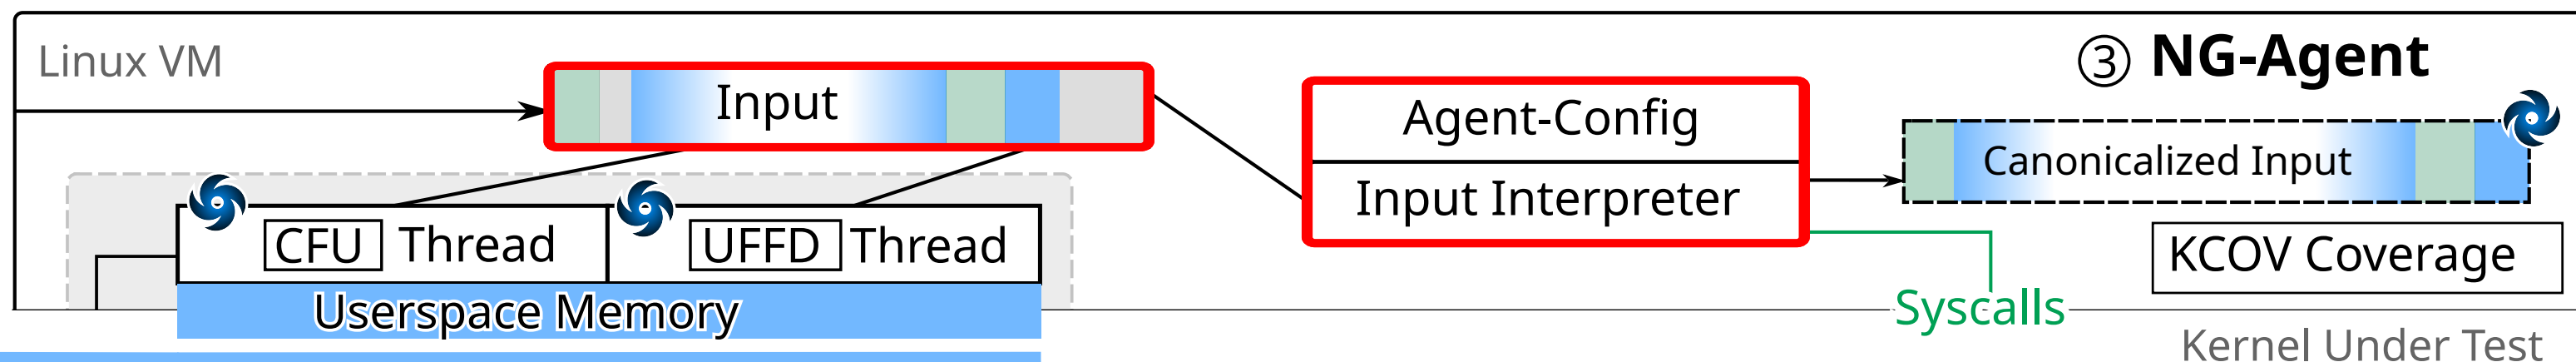 Linux VM
③ NG-Agent
Input
Agent-Config
Input Interpreter
Canonicalized Input
CFU Thread
UFFD Thread
KCOV Coverage
Userspace Memory
Syscalls
Kernel Under Test